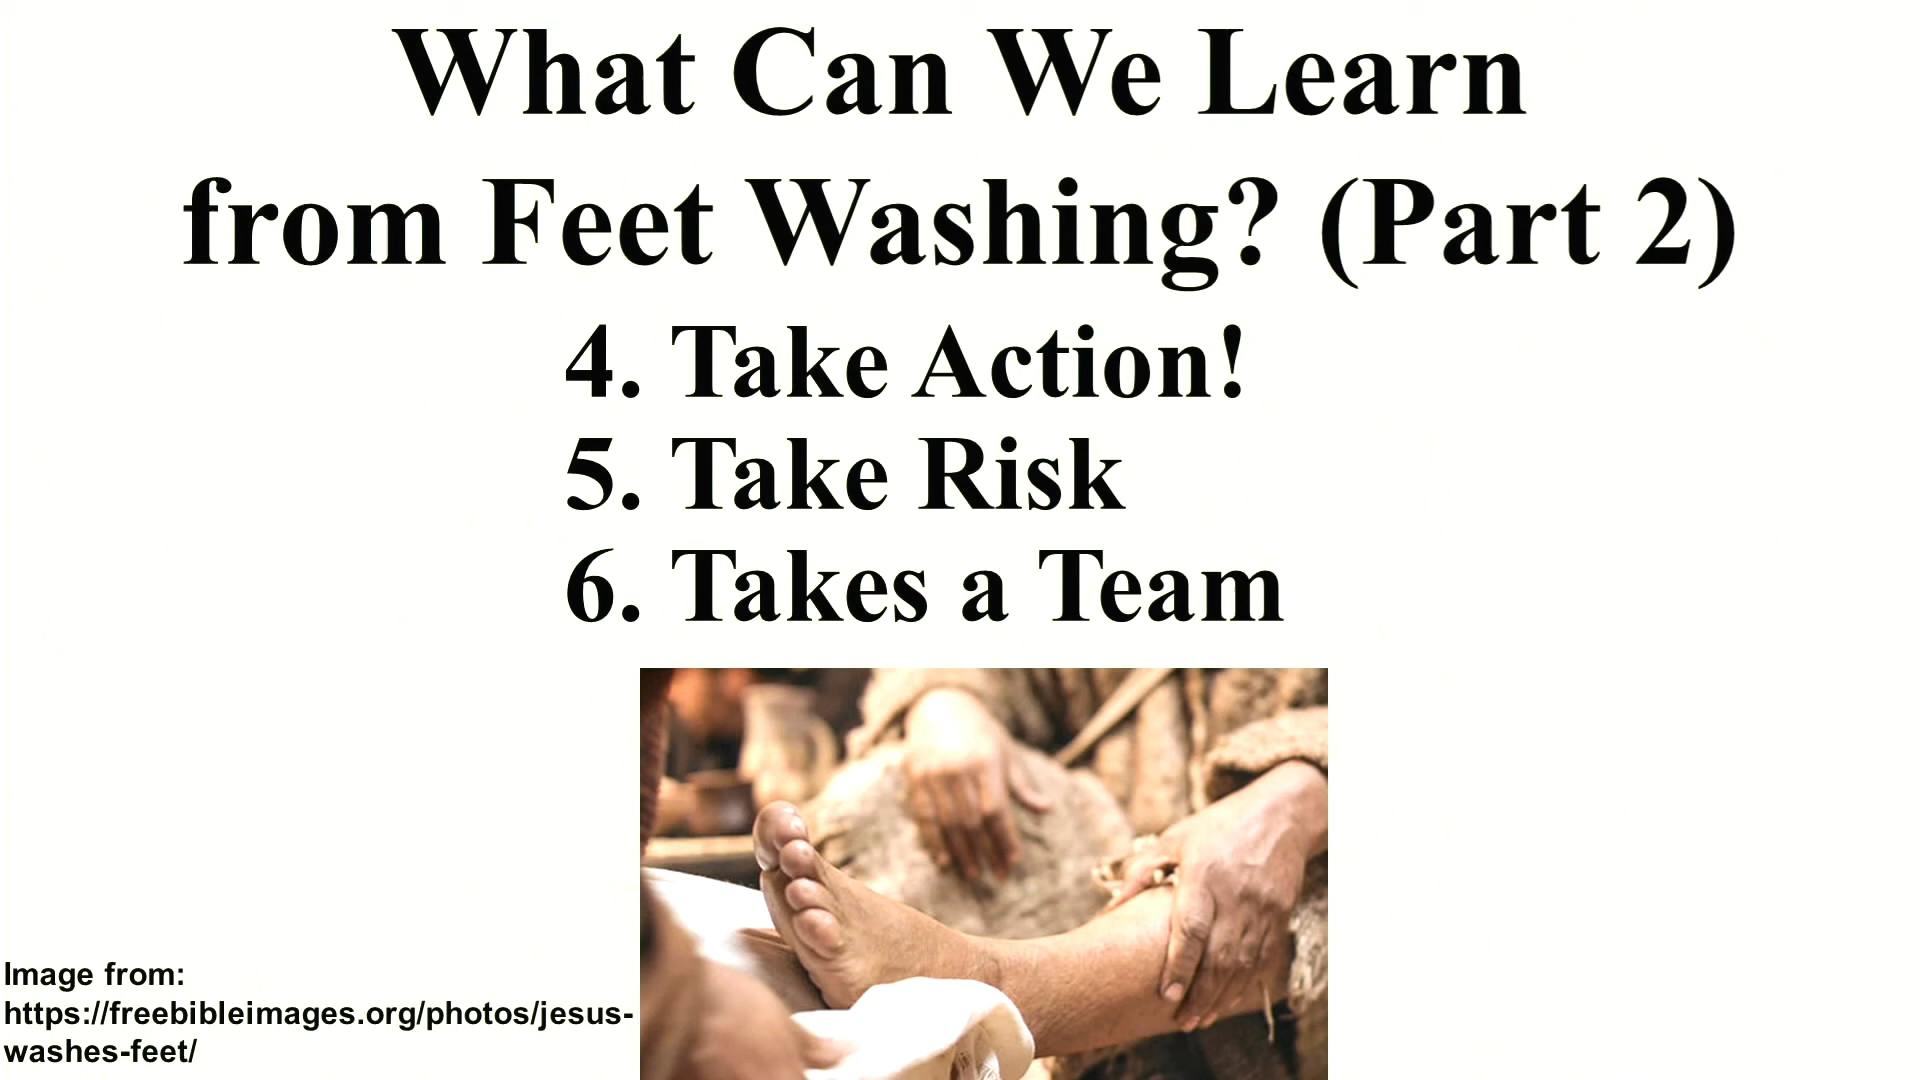 What Can We Learn
from Feet Washing? (Part 2)
4. Take Action!
5. Take Risk
6. Takes a Team
Image from:
https://freebibleimages.org/photos/jesus-
washes-feet/